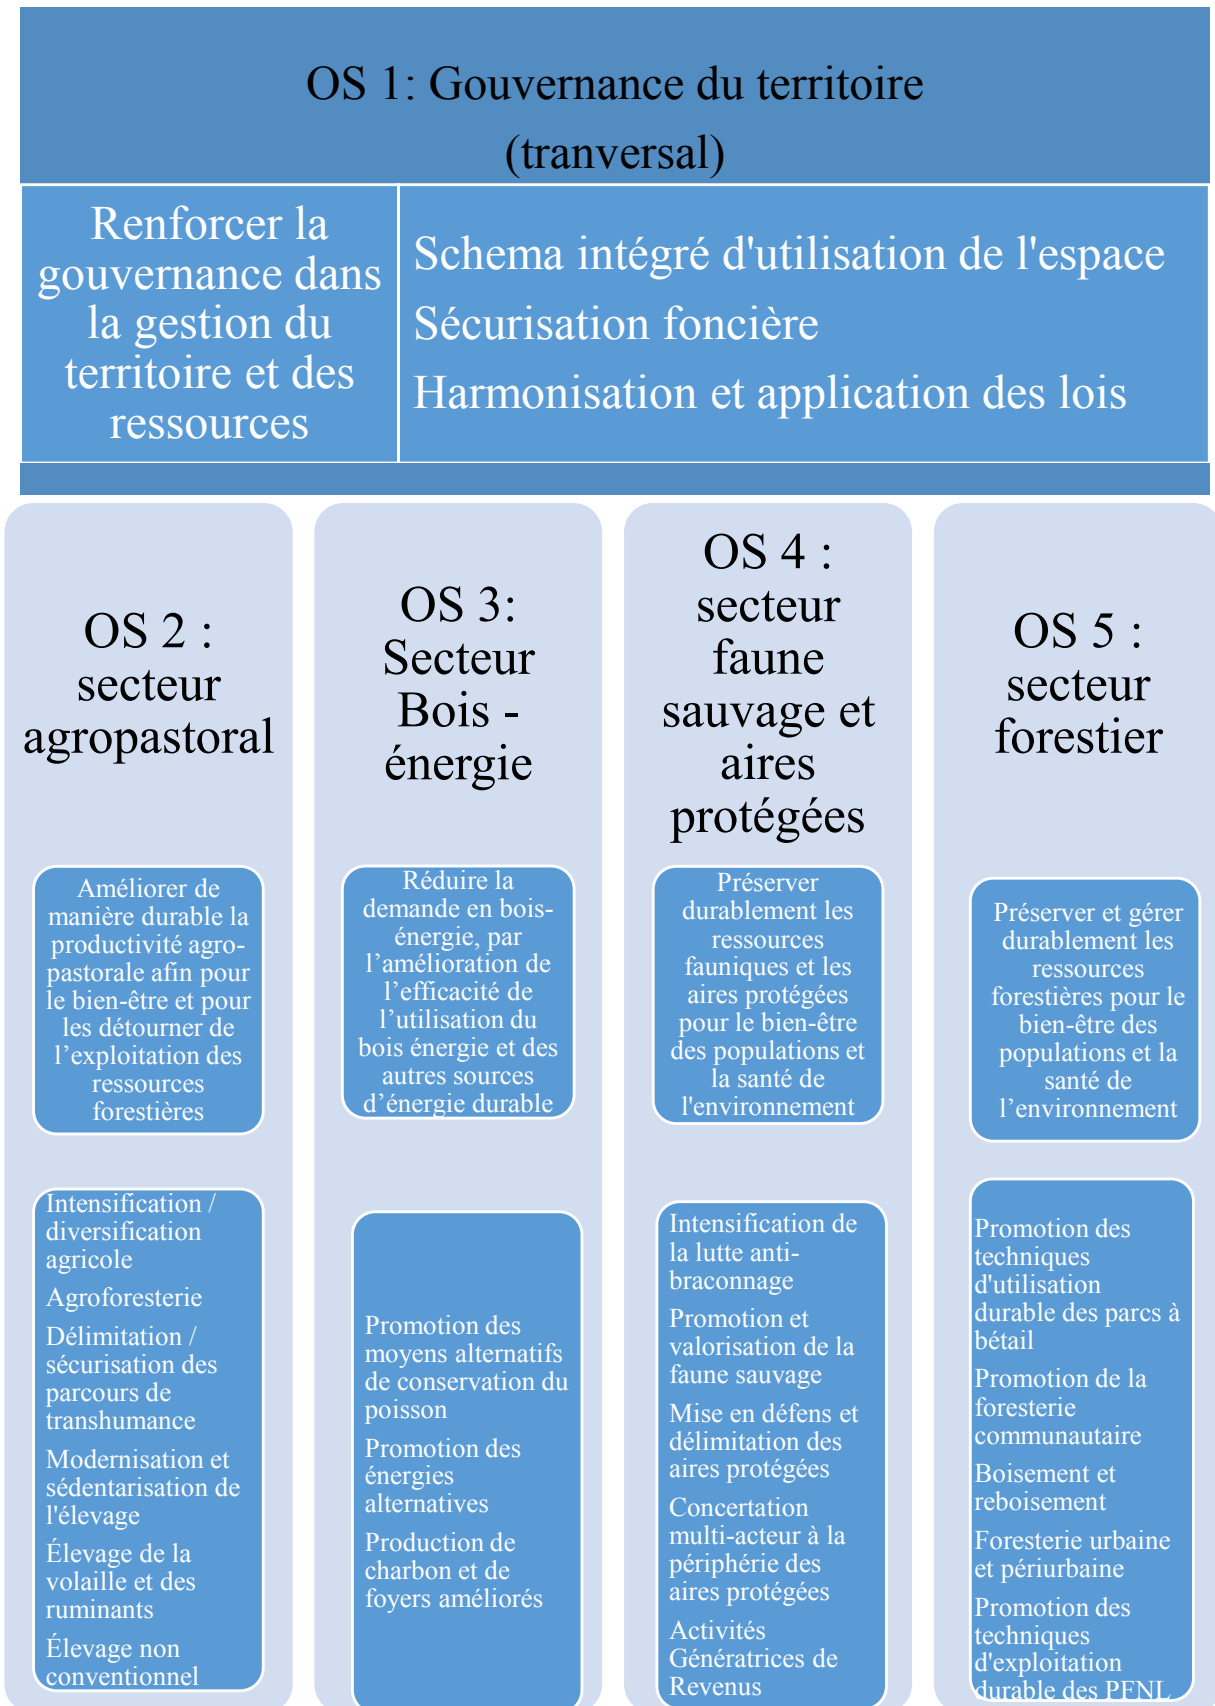 OS 1: Gouvernance du territoire
(tranversal)
Renforcer la
gouvernance dans
la gestion du
territoire et des
ressources
Schema intégré d'utilisation de l'espace
Sécurisation foncière
Harmonisation et application des lois
OS 2 :
secteur
agropastoral
Améliorer de
manière durable la
productivité agro-
pastorale afin pour
le bien-être et pour
les détourner de
l’exploitation des
ressources
forestières
Intensification /
diversification
agricole
Agroforesterie
Délimitation /
sécurisation des
parcours de
transhumance
Modernisation et
sédentarisation de
l'élevage
Élevage de la
volaille et des
ruminants
Élevage non
conventionnel
OS 3:
Secteur
Bois -
énergie
Réduire la
demande en bois-
énergie, par
l’amélioration de
l’efficacité de
l’utilisation du
bois énergie et des
autres sources
d’énergie durable
Promotion des
moyens alternatifs
de conservation du
poisson
Promotion des
énergies
alternatives
Production de
charbon et de
foyers améliorés
OS 4 :
secteur
faune
sauvage et
aires
protégées
Préserver
durablement les
ressources
fauniques et les
aires protégées
pour le bien-être
des populations et
la santé de
l'environnement
Intensification de
la lutte anti-
braconnage
Promotion et
valorisation de la
faune sauvage
Mise en défens et
délimitation des
aires protégées
Concertation
multi-acteur à la
périphérie des
aires protégées
Activités
Génératrices de
Revenus
OS 5 :
secteur
forestier
Préserver et gérer
durablement les
ressources
forestières pour le
bien-être des
populations et la
santé de
l’environnement
Promotion des
techniques
d'utilisation
durable des parcs à
bétail
Promotion de la
foresterie
communautaire
Boisement et
reboisement
Foresterie urbaine
et périurbaine
Promotion des
techniques
d'exploitation
durable des PFNL